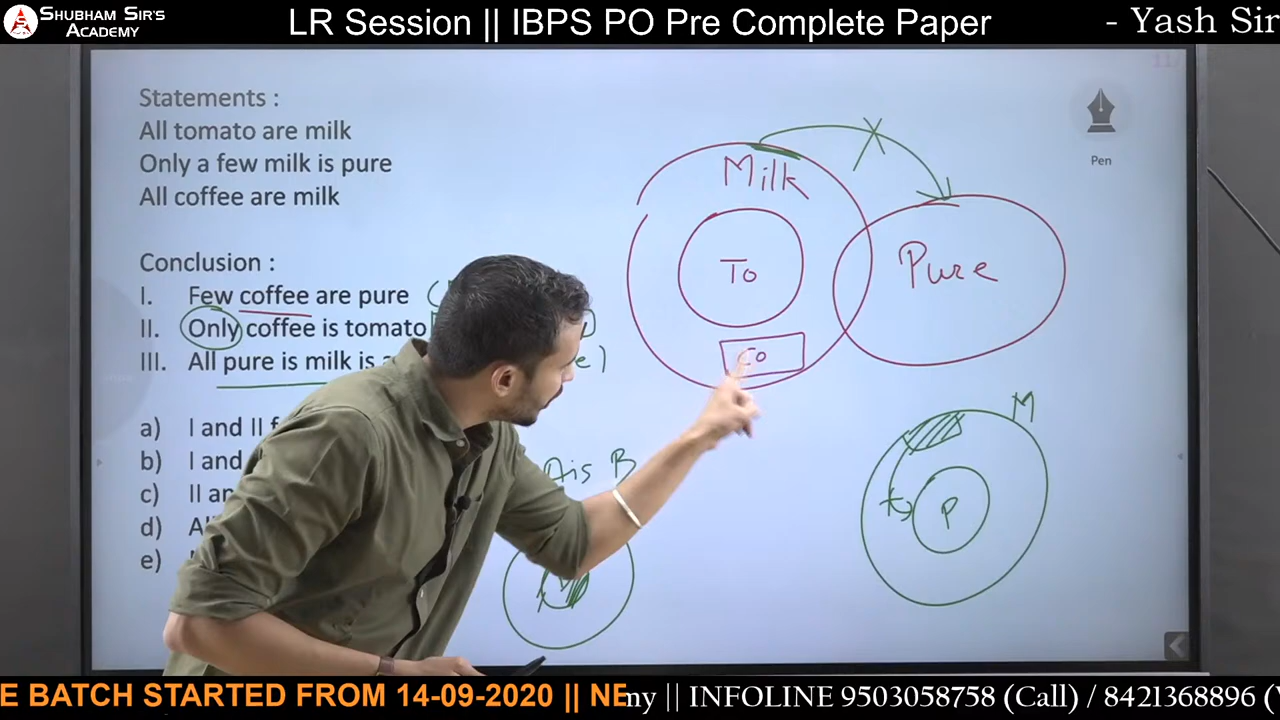 SHUBHAM SIR'S
ACADEMY
LR Session || IBPS PO Pre Complete Paper
- Yash Sir
Statements :
All tomato are milk
Only a few milk is pure
All coffee are milk
Conclusion :
I. Few coffee are pure
II. Only coffee is tomato
III. All pure is milk is
a) I and II
b) I and
c) II
d)
e)
Milk
To
Co
Pure
Pen
M
P
A is B
E BATCH STARTED FROM 14-09-2020 || NE
my || INFOLINE 9503058758 (Call) / 8421368896